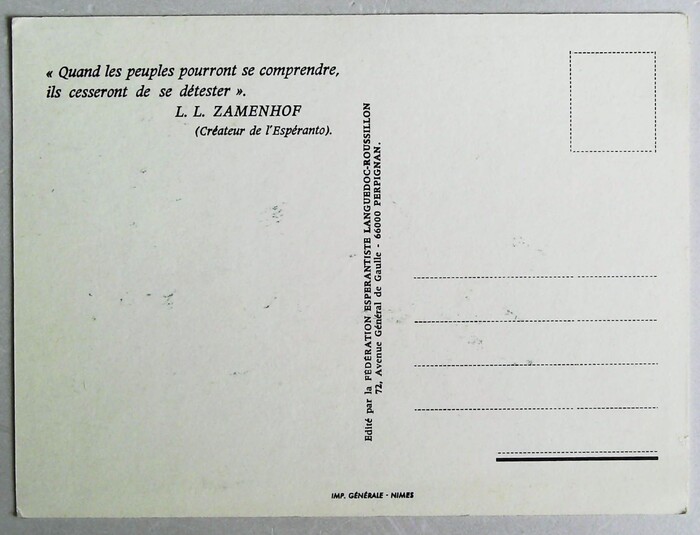 « Quand les peuples pourront se comprendre,
ils cesseront de se détester ».
L. L. ZAMENHOF
(Créateur de l'Espéranto).
Edité par la FÉDÉRATION ESPERANTISTE LANGUEDOC-ROUSSILLON
72, Avenue Général de Gaulle - 66000 PERPIGNAN.
IMP. GÉNÉRALE - NIMES